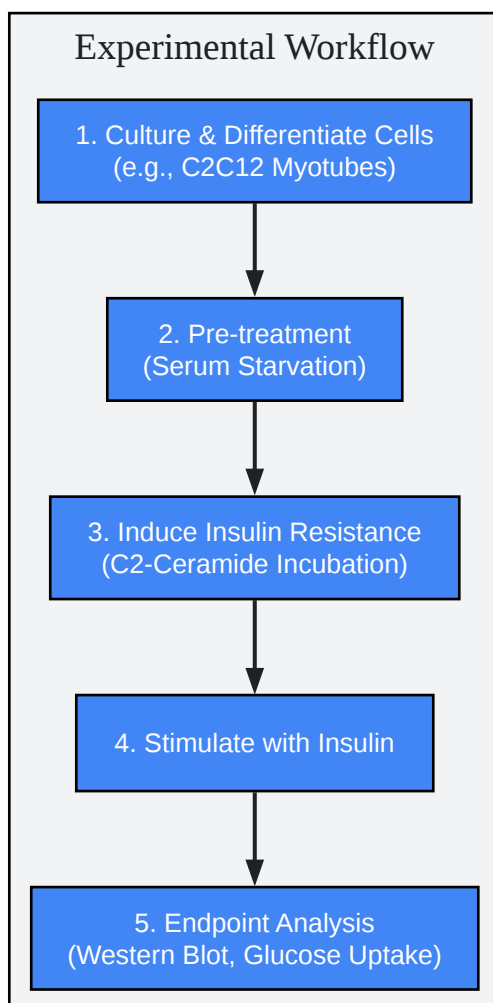 Experimental Workflow
1. Culture & Differentiate Cells
(e.g., C2C12 Myotubes)
2. Pre-treatment
(Serum Starvation)
3. Induce Insulin Resistance
(C2-Ceramide Incubation)
4. Stimulate with Insulin
5. Endpoint Analysis
(Western Blot, Glucose Uptake)